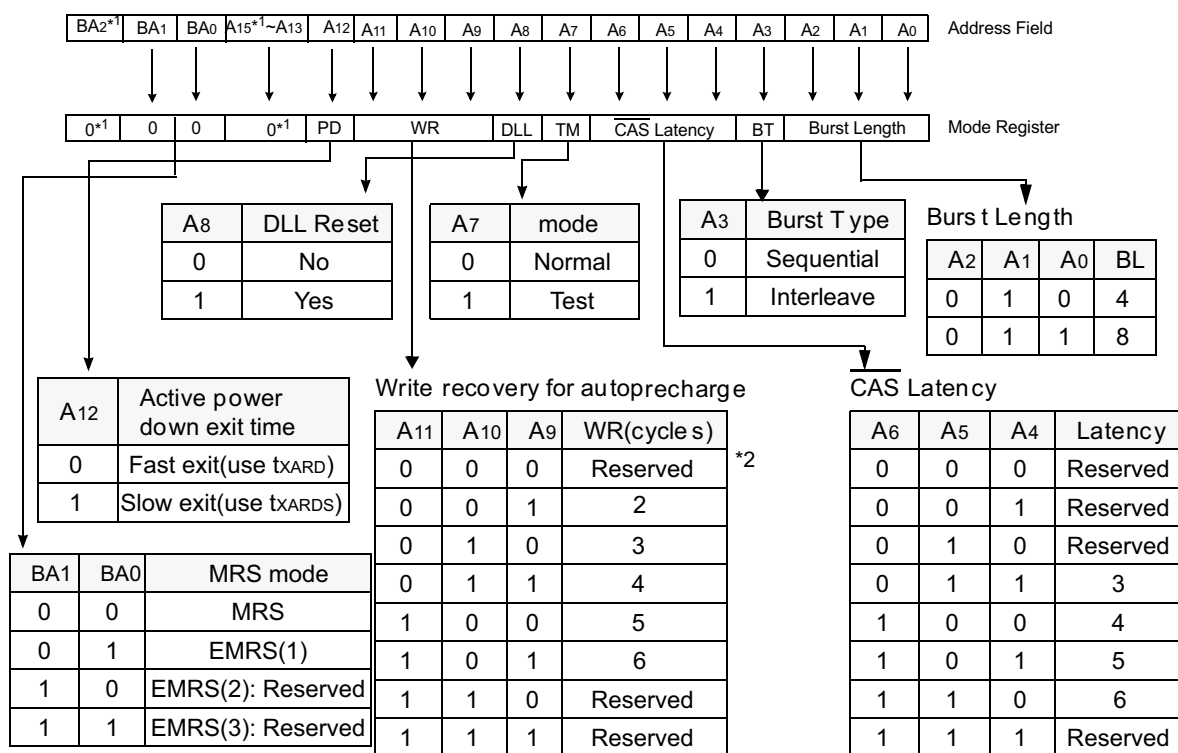 BA2*1 BA1 BA0 A15*1~A13 A12 A11 A10 A9 A8 A7 A6 A5 A4 A3 A2 A1 A0 Address Field
0*1 0 0 0*1 PD WR DLL TM CAS Latency BT Burst Length Mode Register
A8 DLL Reset
0 No
1 Yes
A7 mode
0 Normal
1 Test
A3 Burst Type
0 Sequential
1 Interleave
Burst Length
A2 A1 A0 BL
0 1 0 4
0 1 1 8
A12 Active power
down exit time
0 Fast exit(use tXARD)
1 Slow exit(use tXARDS)
Write recovery for autoprecharge
A11 A10 A9 WR(cycles)
*2
0 0 0 Reserved
0 0 1 2
0 1 0 3
0 1 1 4
1 0 0 5
1 0 1 6
1 1 0 Reserved
1 1 1 Reserved
CAS Latency
A6 A5 A4 Latency
0 0 0 Reserved
0 0 1 Reserved
0 1 0 Reserved
0 1 1 3
1 0 0 4
1 0 1 5
1 1 0 6
1 1 1 Reserved
BA1 BA0 MRS mode
0 0 MRS
0 1 EMRS(1)
1 0 EMRS(2): Reserved
1 1 EMRS(3): Reserved